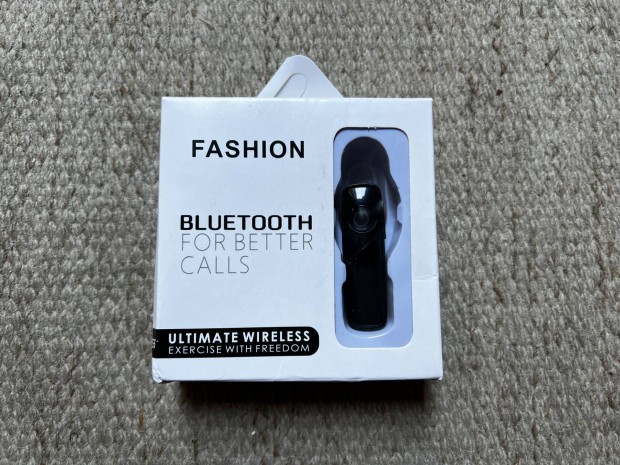 FASHION
BLUETOOTH
FOR BETTER
CALLS
ULTIMATE WIRELESS
EXERCISE WITH FREEDOM